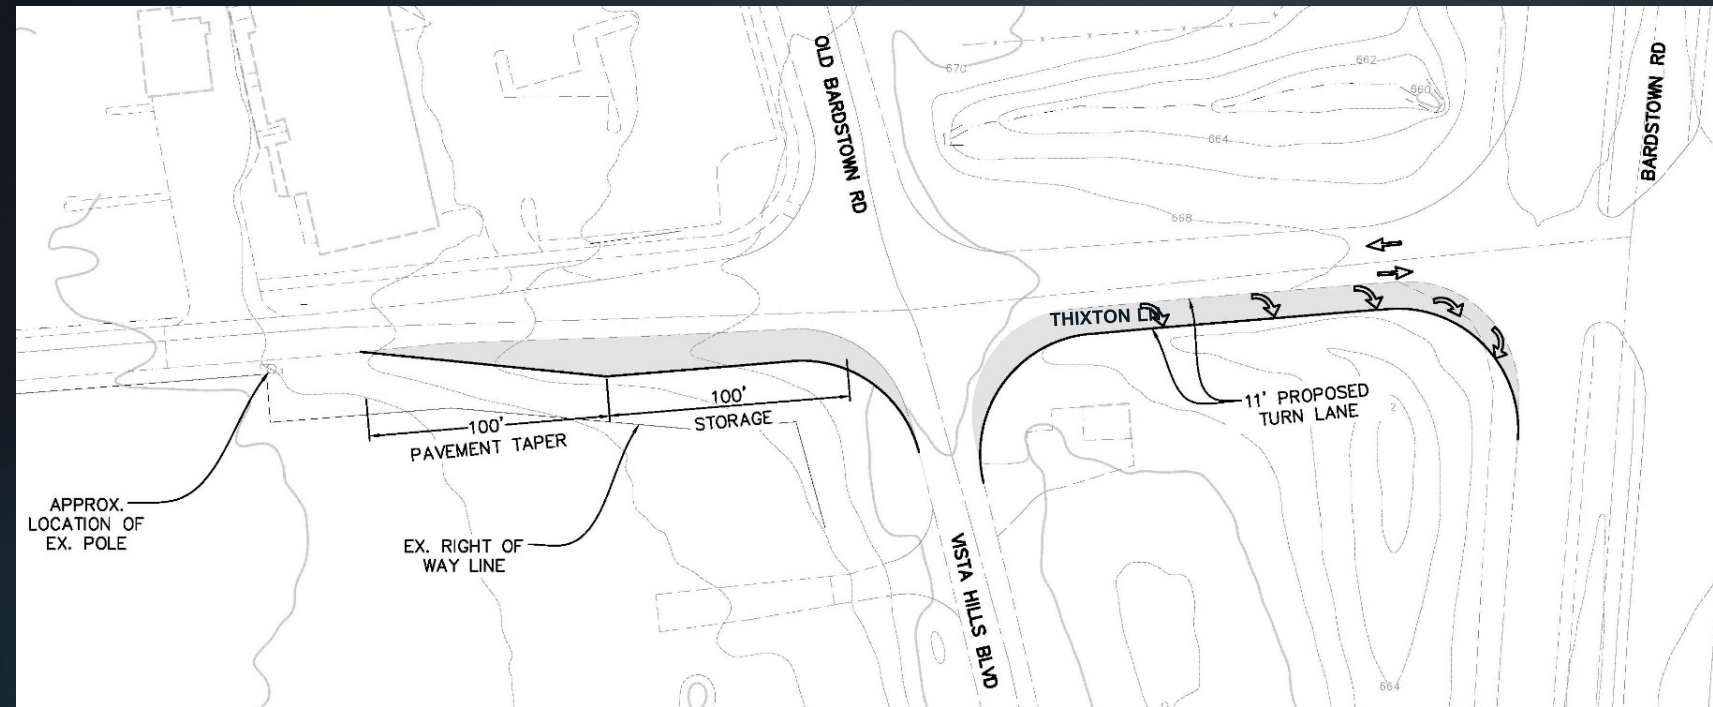 OLD BARDSTOWN RD
BARDSTOWN RD
670
662
660
664
668
THIXTON LN
11' PROPOSED
TURN LANE
2
100'
PAVEMENT TAPER
100'
STORAGE
APPROX.
LOCATION OF
EX. POLE
EX. RIGHT OF
WAY LINE
VISTA HILLS BLVD
664